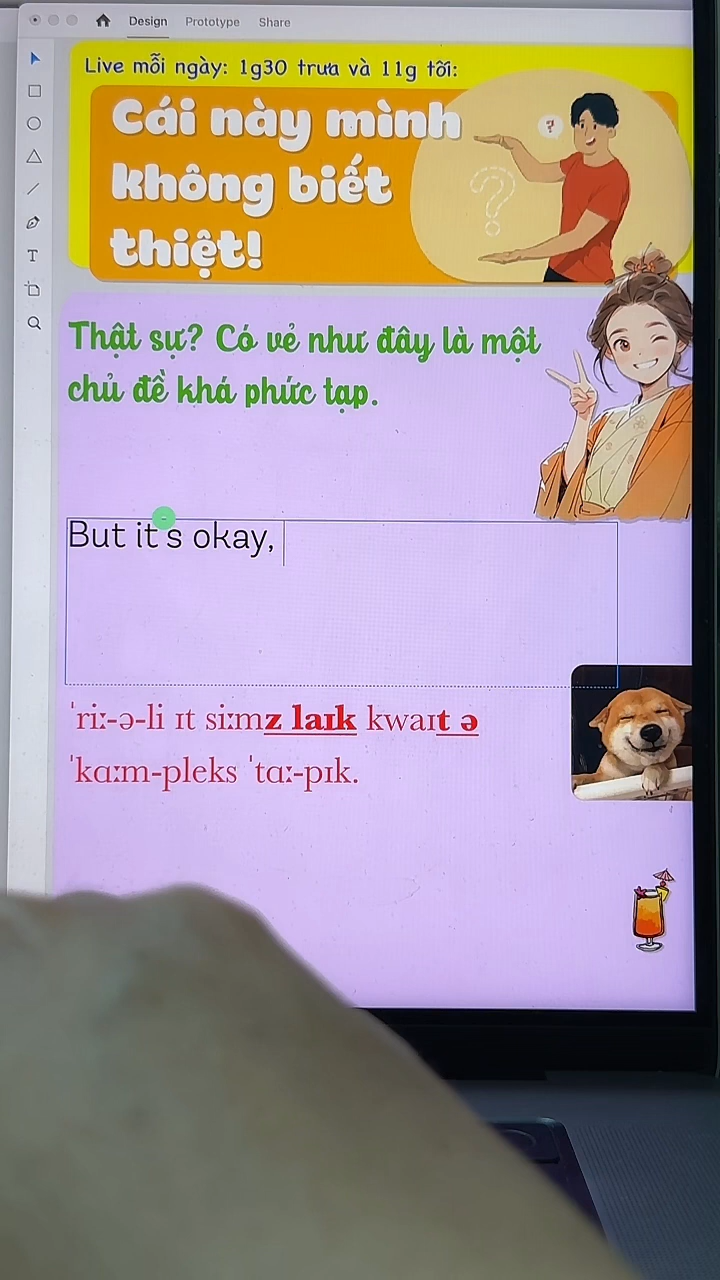 Design Prototype Share
Live mỗi ngày: 1g30 trưa và 11g tối:
Cái này mình
không biết
thiệt!
?
Thật sự? Có vẻ như đây là một
chủ đề khá phức tạp.
But it's okay,
ˈriː-ə-li ɪt siːmz laɪk kwaɪt ə
ˈkɑːm-pleks ˈtɑː-pɪk.